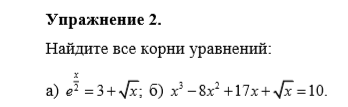 Упражнение 2.
Найдите все корни уравнений:
а) e^{x/2} = 3 + √x; б) x³ − 8x² + 17x + √x = 10.